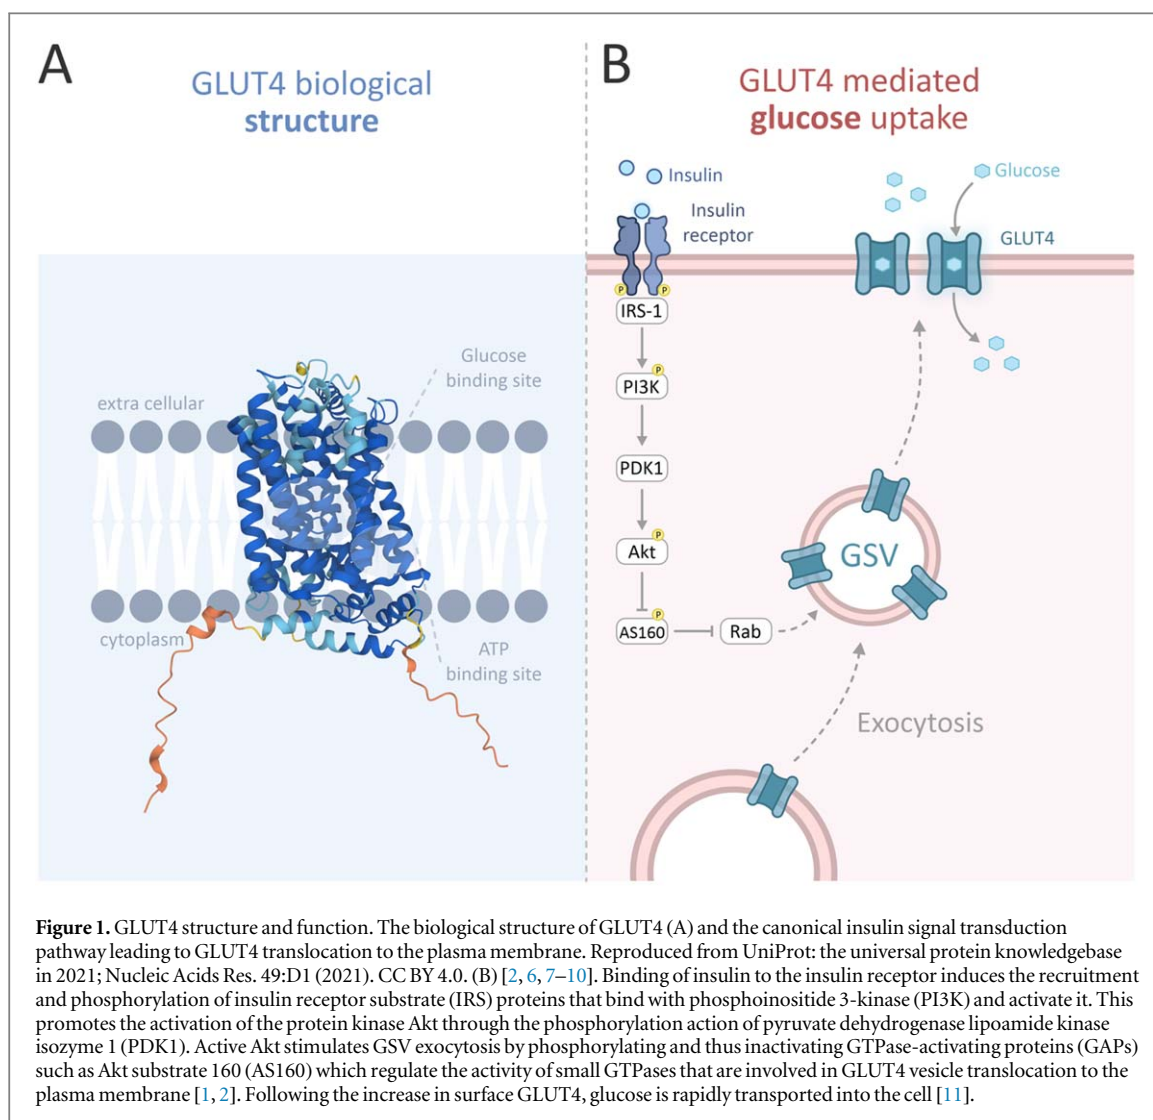 A
GLUT4 biological
structure
Glucose
binding site
extra cellular
cytoplasm
ATP
binding site
B
GLUT4 mediated
glucose uptake
Insulin
Glucose
Insulin
receptor
GLUT4
P
P
IRS-1
P
PI3K
PDK1
P
Akt
GSV
P
AS160
Rab
Exocytosis
Figure 1. GLUT4 structure and function. The biological structure of GLUT4 (A) and the canonical insulin signal transduction
pathway leading to GLUT4 translocation to the plasma membrane. Reproduced from UniProt: the universal protein knowledgebase
in 2021; Nucleic Acids Res. 49:D1 (2021). CC BY 4.0. (B) [2, 6, 7–10]. Binding of insulin to the insulin receptor induces the recruitment
and phosphorylation of insulin receptor substrate (IRS) proteins that bind with phosphoinositide 3-kinase (PI3K) and activate it. This
promotes the activation of the protein kinase Akt through the phosphorylation action of pyruvate dehydrogenase lipoamide kinase
isozyme 1 (PDK1). Active Akt stimulates GSV exocytosis by phosphorylating and thus inactivating GTPase-activating proteins (GAPs)
such as Akt substrate 160 (AS160) which regulate the activity of small GTPases that are involved in GLUT4 vesicle translocation to the
plasma membrane [1, 2]. Following the increase in surface GLUT4, glucose is rapidly transported into the cell [11].